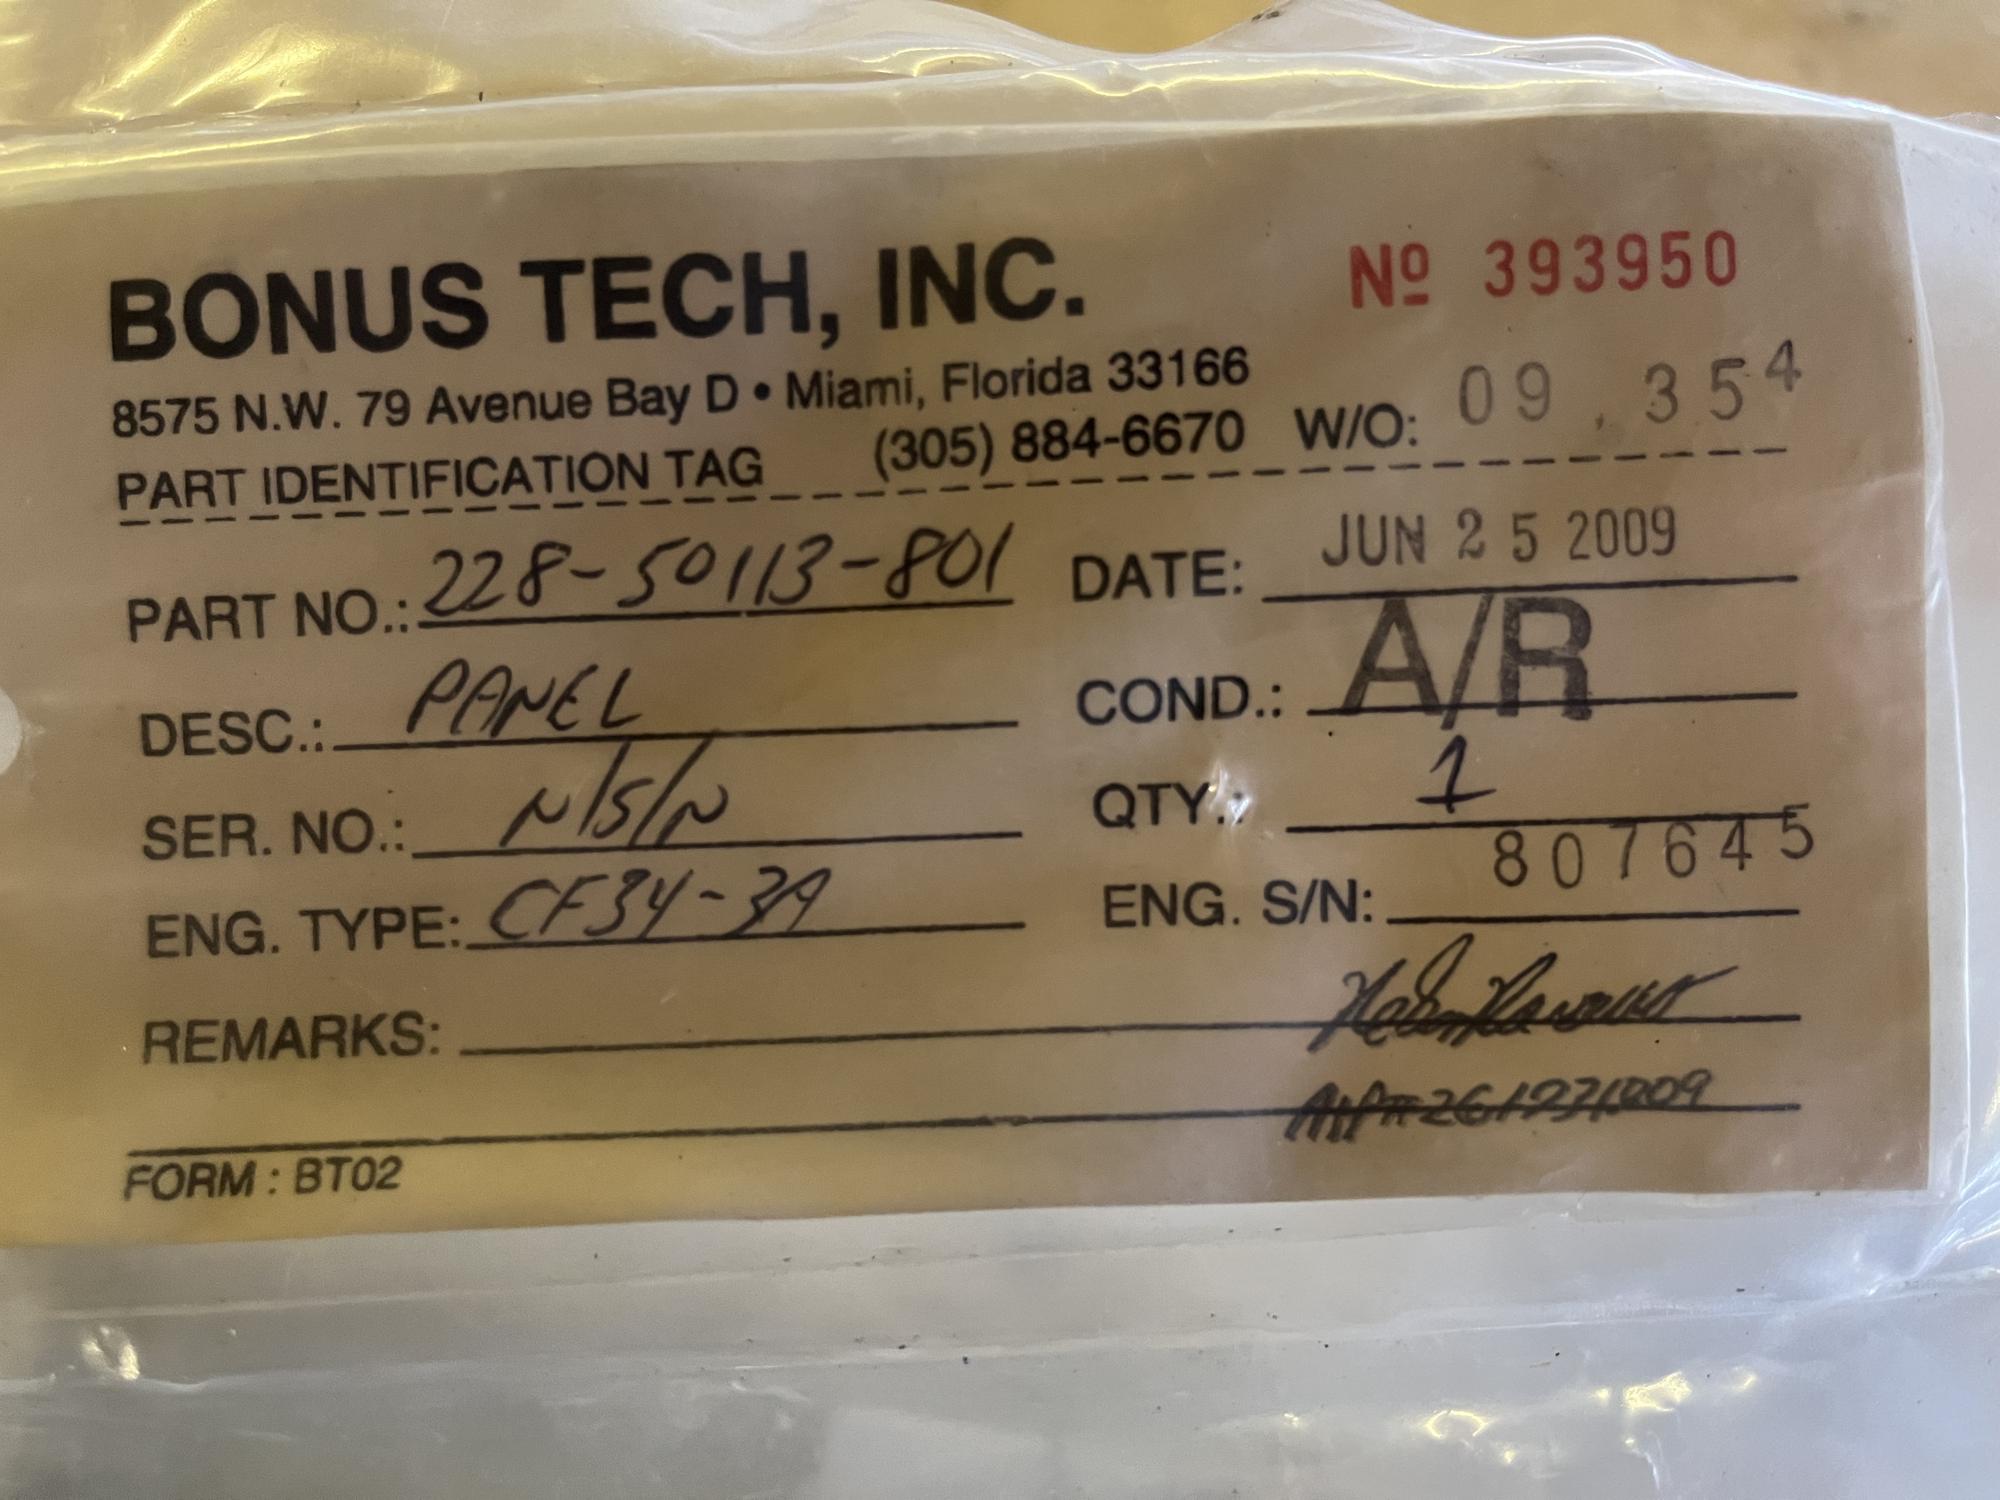 BONUS TECH, INC.
Nº 393950
8575 N.W. 79 Avenue Bay D • Miami, Florida 33166
PART IDENTIFICATION TAG (305) 884-6670 W/O: 09.354
PART NO.: 228-50113-801 DATE: JUN 25 2009
DESC.: PANEL COND.: A/R
SER. NO.: N/S/N QTY.: 1
ENG. TYPE: CF34-3A ENG. S/N: 807645
REMARKS:
FORM : BT02